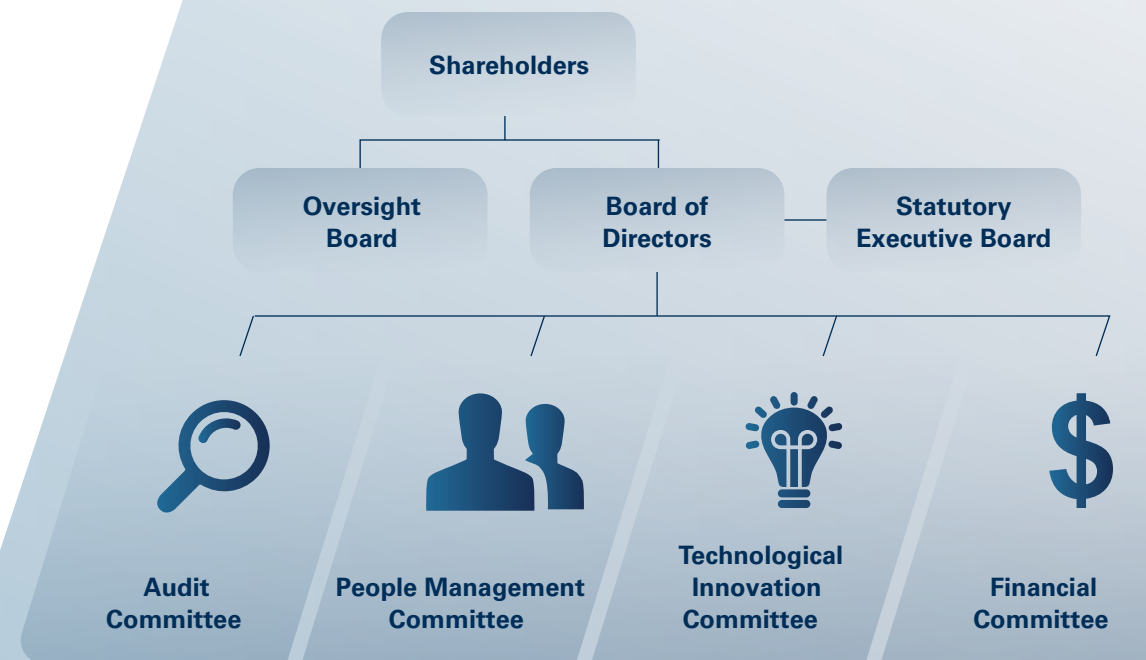 Shareholders
Oversight
Board
Board of
Directors
Statutory
Executive Board
Audit
Committee
People Management
Committee
Technological
Innovation
Committee
Financial
Committee